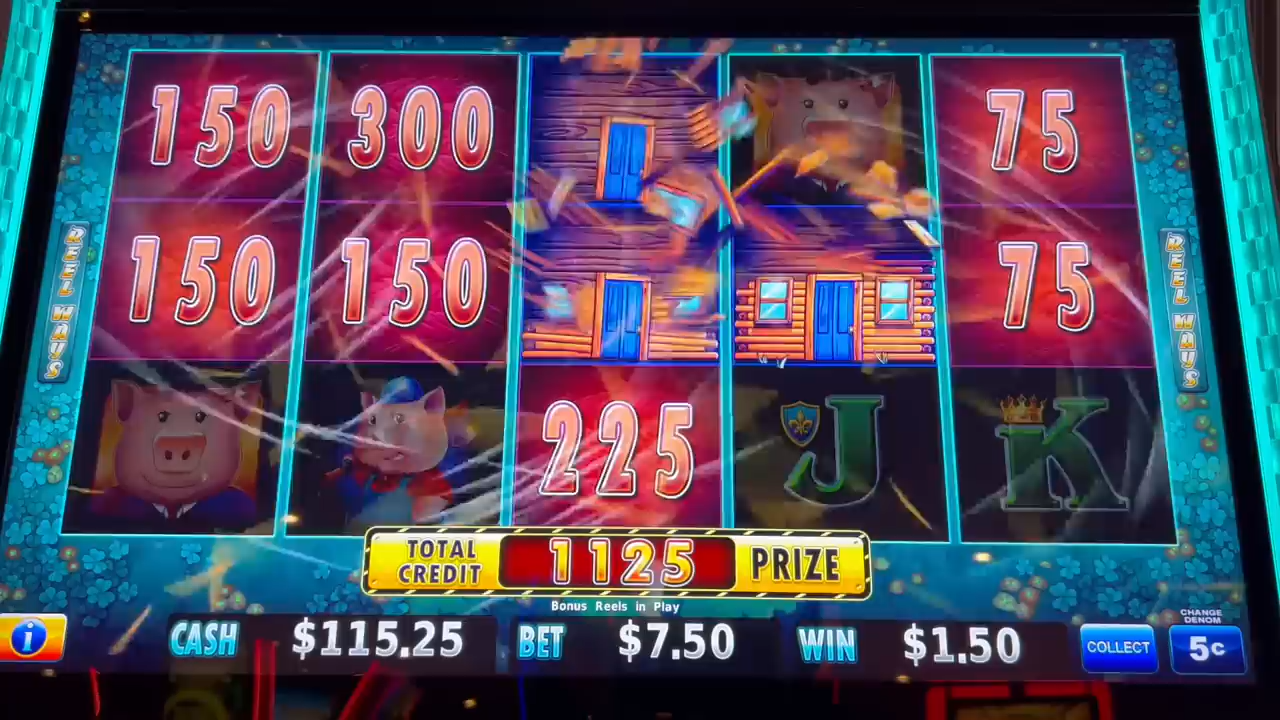 150 300 75
150 150 75
225 J K
REEL WAYS
REEL WAYS
TOTAL CREDIT 1125 PRIZE
Bonus Reels in Play
i CASH $115.25 BET $7.50 WIN $1.50 COLLECT
CHANGE DENOM
5¢